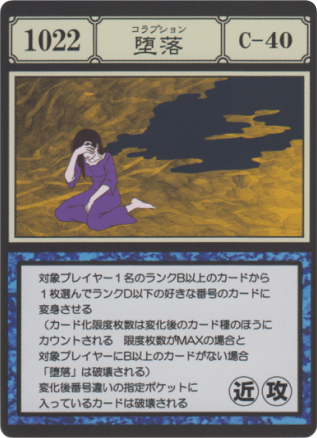 1022
コラプション
堕落
C-40
対象プレイヤー1名のランクB以上のカードから
1枚選んでランクD以下の好きな番号のカードに
変身させる
(カード化限度枚数は変化後のカード種のほうに
カウントされる　限度枚数がMAXの場合と
対象プレイヤーにB以上のカードがない場合
「堕落」は破壊される)
変化後番号違いの指定ポケットに
入っているカードは破壊される
近 攻